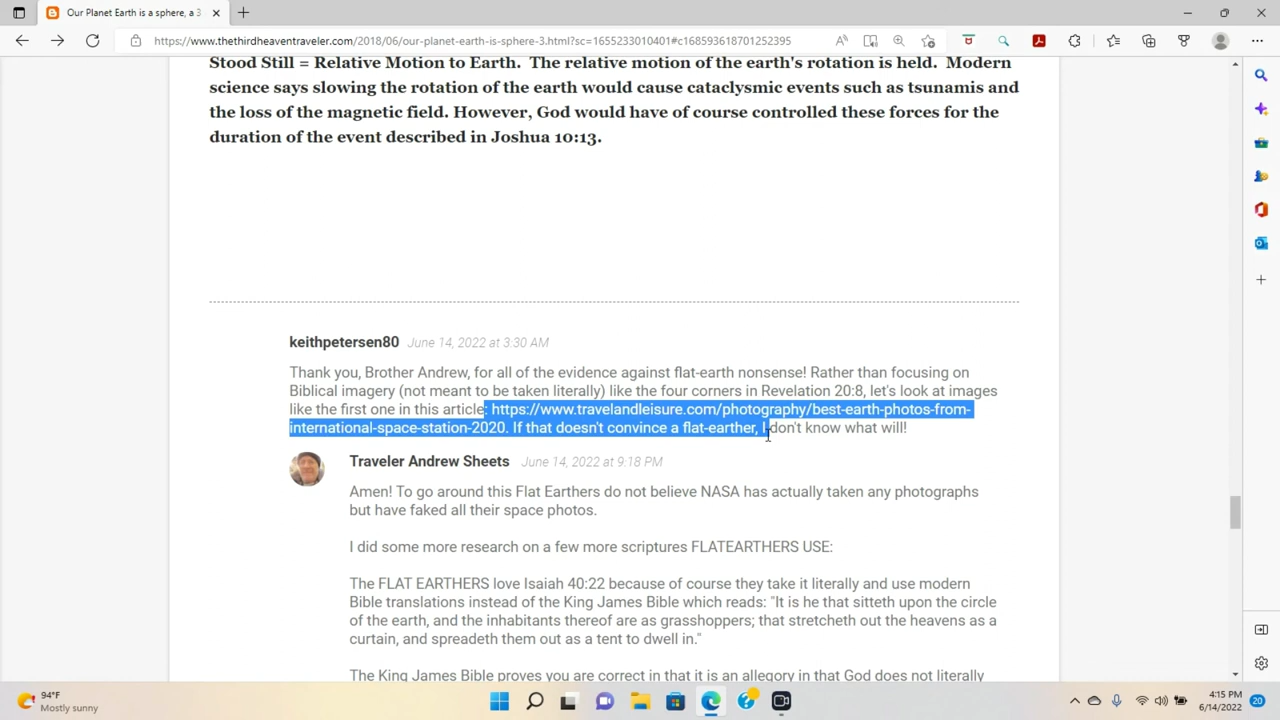 Our Planet Earth is a sphere, a 3
https://www.thethirdheaventraveler.com/2018/06/our-planet-earth-is-sphere-3.html?sc=1655233010401#c168593618701252395
Stood Still = Relative Motion to Earth. The relative motion of the earth's rotation is held. Modern
science says slowing the rotation of the earth would cause cataclysmic events such as tsunamis and
the loss of the magnetic field. However, God would have of course controlled these forces for the
duration of the event described in Joshua 10:13.
keithpetersen80 June 14, 2022 at 3:30 AM
Thank you, Brother Andrew, for all of the evidence against flat-earth nonsense! Rather than focusing on
Biblical imagery (not meant to be taken literally) like the four corners in Revelation 20:8, let's look at images
like the first one in this article: https://www.travelandleisure.com/photography/best-earth-photos-from-
international-space-station-2020. If that doesn't convince a flat-earther, I don't know what will!
Traveler Andrew Sheets June 14, 2022 at 9:18 PM
Amen! To go around this Flat Earthers do not believe NASA has actually taken any photographs
but have faked all their space photos.
I did some more research on a few more scriptures FLATEARTHERS USE:
The FLAT EARTHERS love Isaiah 40:22 because of course they take it literally and use modern
Bible translations instead of the King James Bible which reads: "It is he that sitteth upon the circle
of the earth, and the inhabitants thereof are as grasshoppers; that stretcheth out the heavens as a
curtain, and spreadeth them out as a tent to dwell in."
The King James Bible proves you are correct in that it is an allegory in that God does not literally
94°F
Mostly sunny
4:15 PM
6/14/2022
20